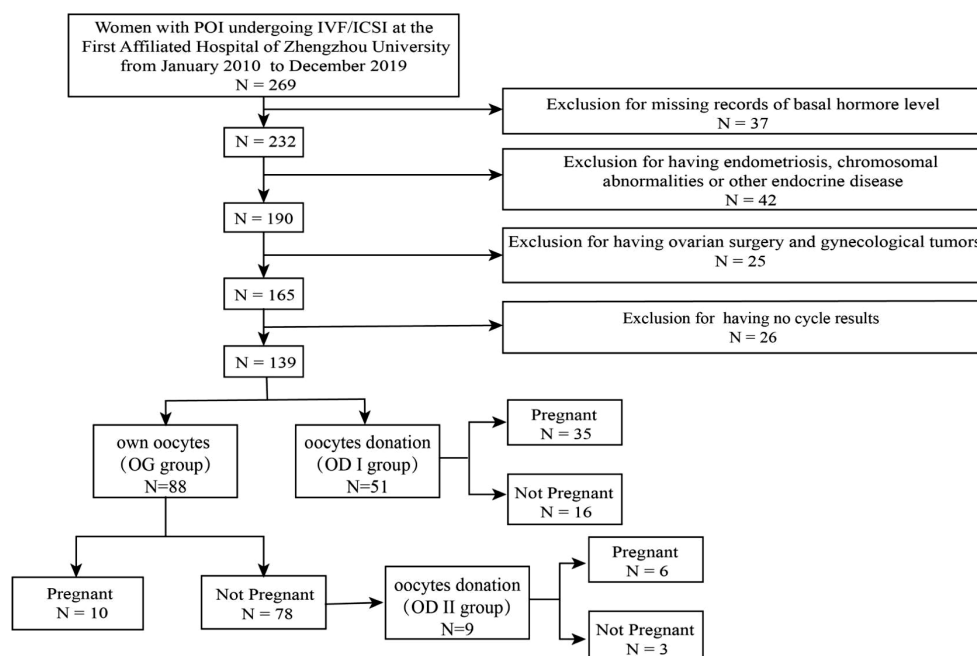 Women with POI undergoing IVF/ICSI at the
First Affiliated Hospital of Zhengzhou University
from January 2010 to December 2019
N = 269
Exclusion for missing records of basal hormore level
N = 37
N = 232
Exclusion for having endometriosis, chromosomal
abnormalities or other endocrine disease
N = 42
N = 190
Exclusion for having ovarian surgery and gynecological tumors
N = 25
N = 165
Exclusion for having no cycle results
N = 26
N = 139
own oocytes
（OG group）
N=88
oocytes donation
（OD I group）
N=51
Pregnant
N = 35
Not Pregnant
N = 16
Pregnant
N = 10
Not Pregnant
N = 78
oocytes donation
（OD II group）
N=9
Pregnant
N = 6
Not Pregnant
N = 3